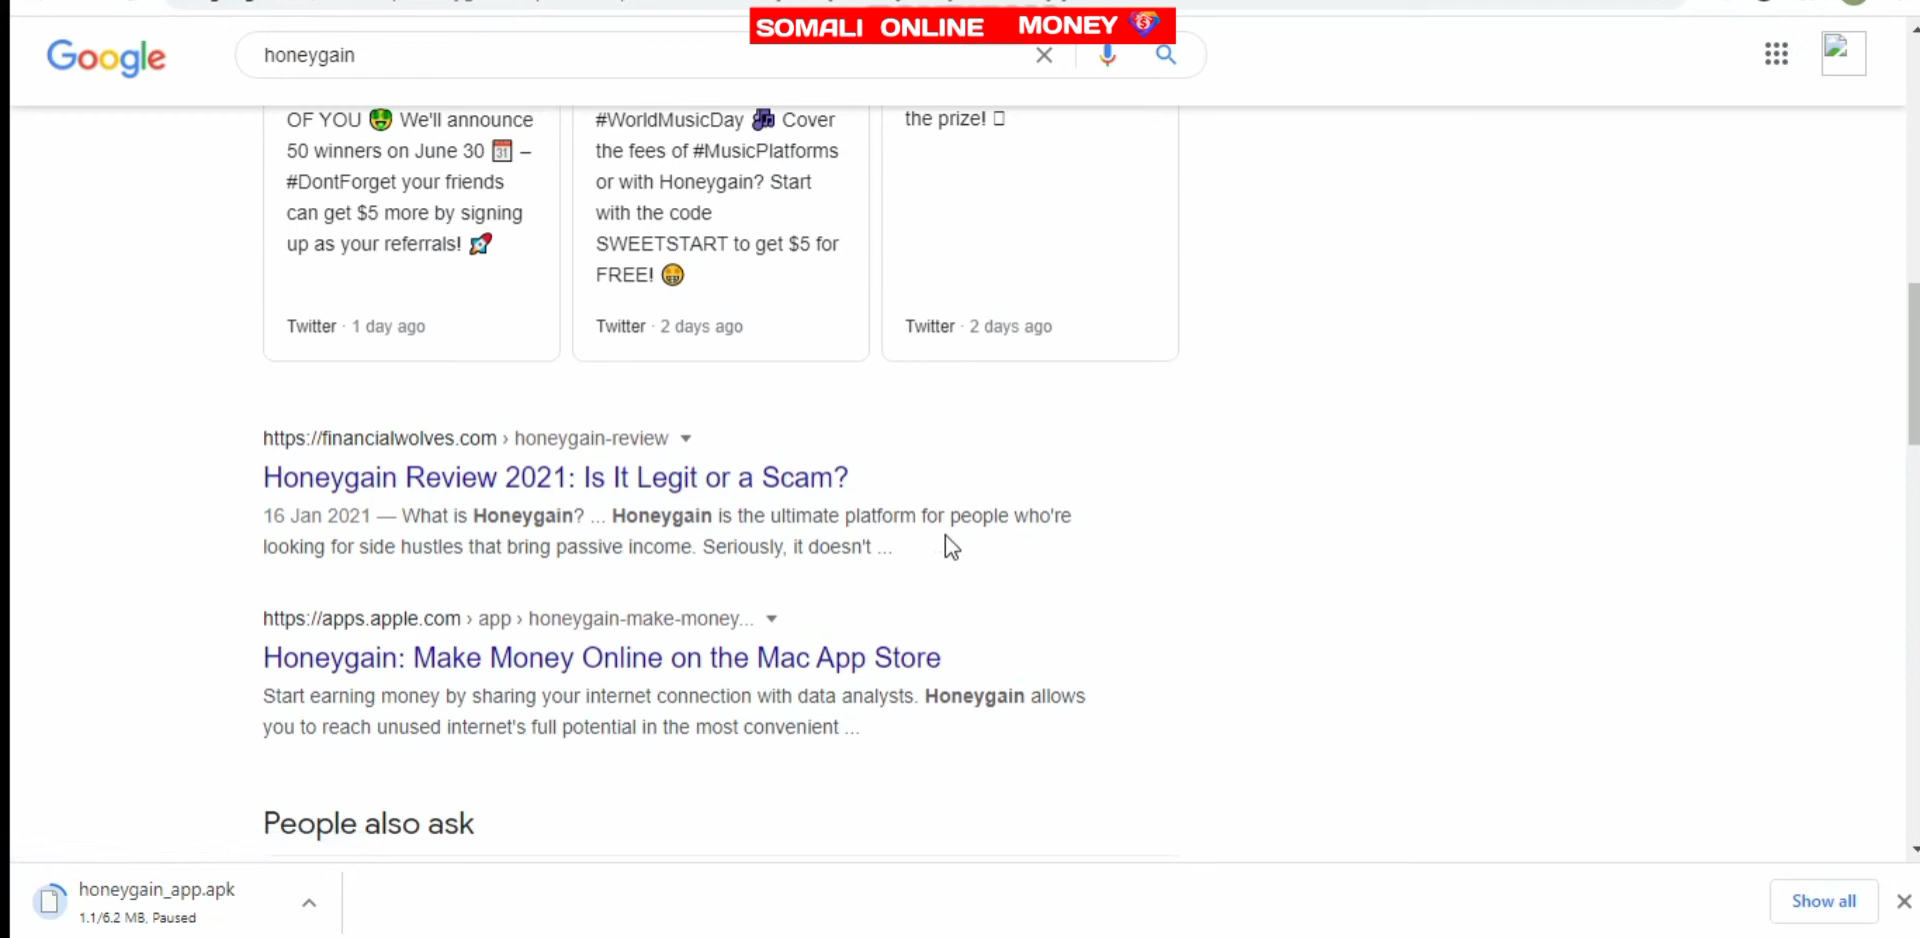 SOMALI ONLINE MONEY
Google
honeygain
OF YOU 🤑 We'll announce
50 winners on June 30 📅 –
#DontForget your friends
can get $5 more by signing
up as your referrals! 🚀
Twitter · 1 day ago
#WorldMusicDay 🎶 Cover
the fees of #MusicPlatforms
or with Honeygain? Start
with the code
SWEETSTART to get $5 for
FREE! 🤑
Twitter · 2 days ago
the prize!
Twitter · 2 days ago
https://financialwolves.com › honeygain-review
Honeygain Review 2021: Is It Legit or a Scam?
16 Jan 2021 — What is Honeygain? ... Honeygain is the ultimate platform for people who're
looking for side hustles that bring passive income. Seriously, it doesn't ...
https://apps.apple.com › app › honeygain-make-money...
Honeygain: Make Money Online on the Mac App Store
Start earning money by sharing your internet connection with data analysts. Honeygain allows
you to reach unused internet's full potential in the most convenient ...
People also ask
honeygain_app.apk
1.1/6.2 MB, Paused
Show all